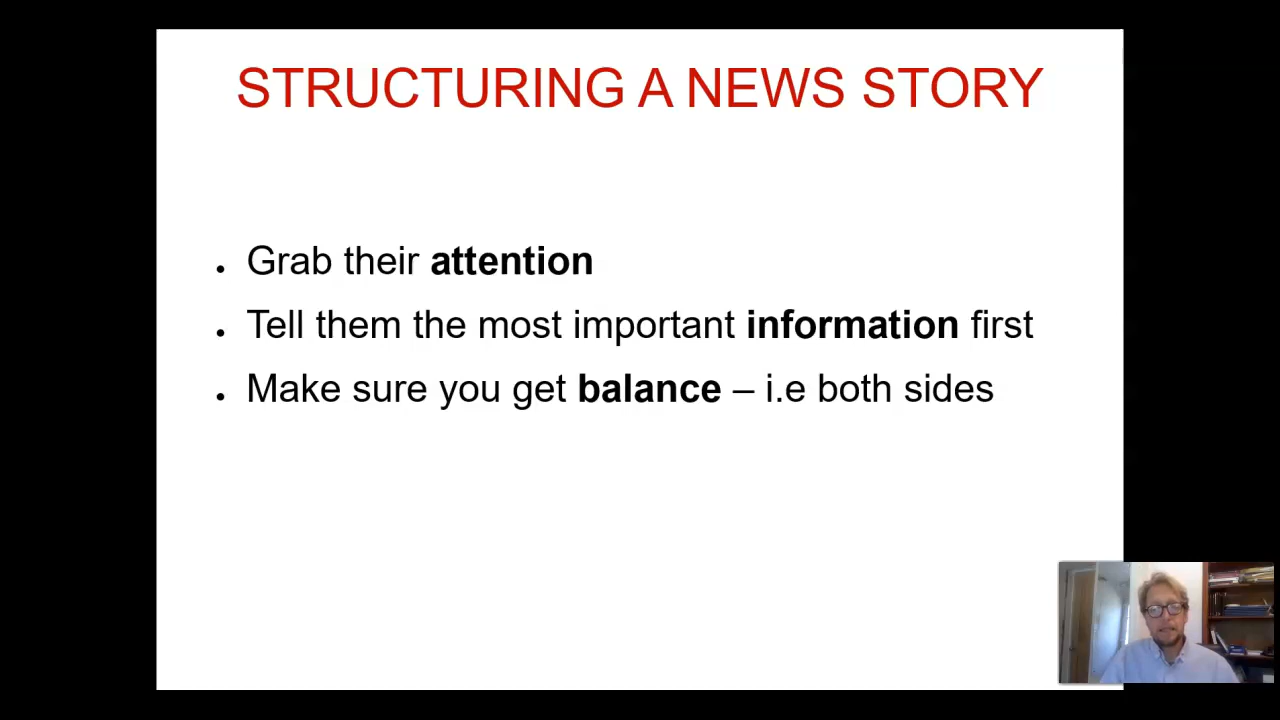 STRUCTURING A NEWS STORY
• Grab their attention
• Tell them the most important information first
• Make sure you get balance – i.e both sides